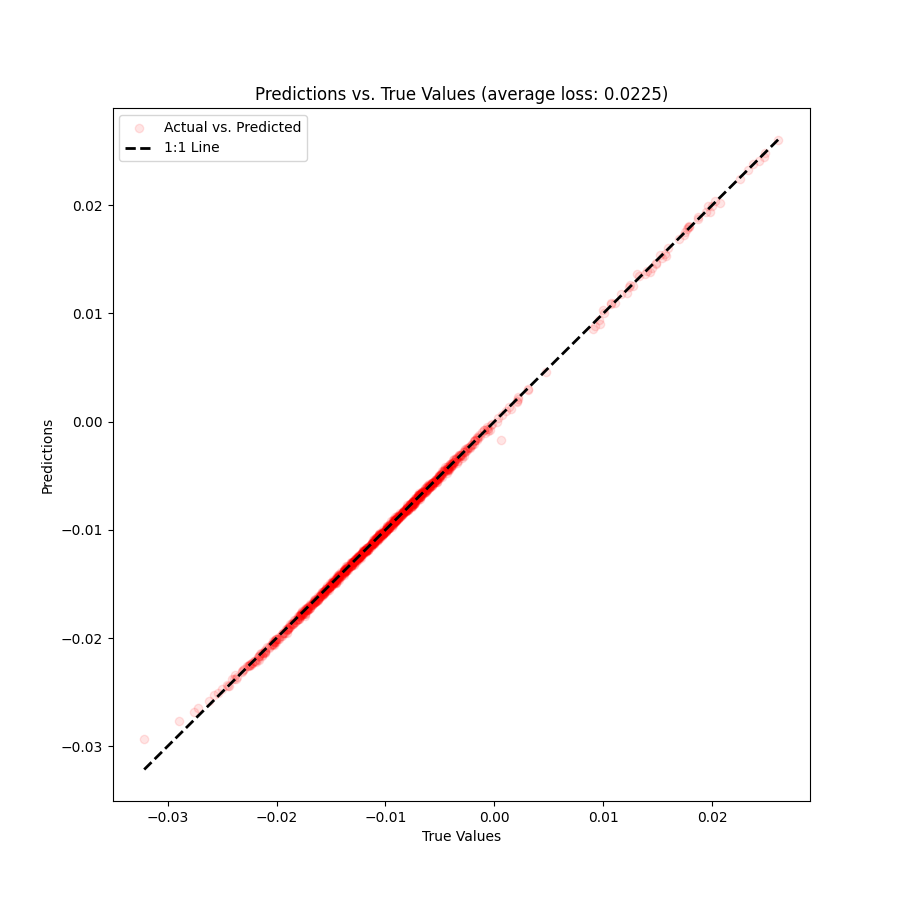 Predictions vs. True Values (average loss: 0.0225)
Actual vs. Predicted
1:1 Line
0.02
0.01
0.00
−0.01
−0.02
−0.03
Predictions
−0.03 −0.02 −0.01 0.00 0.01 0.02
True Values